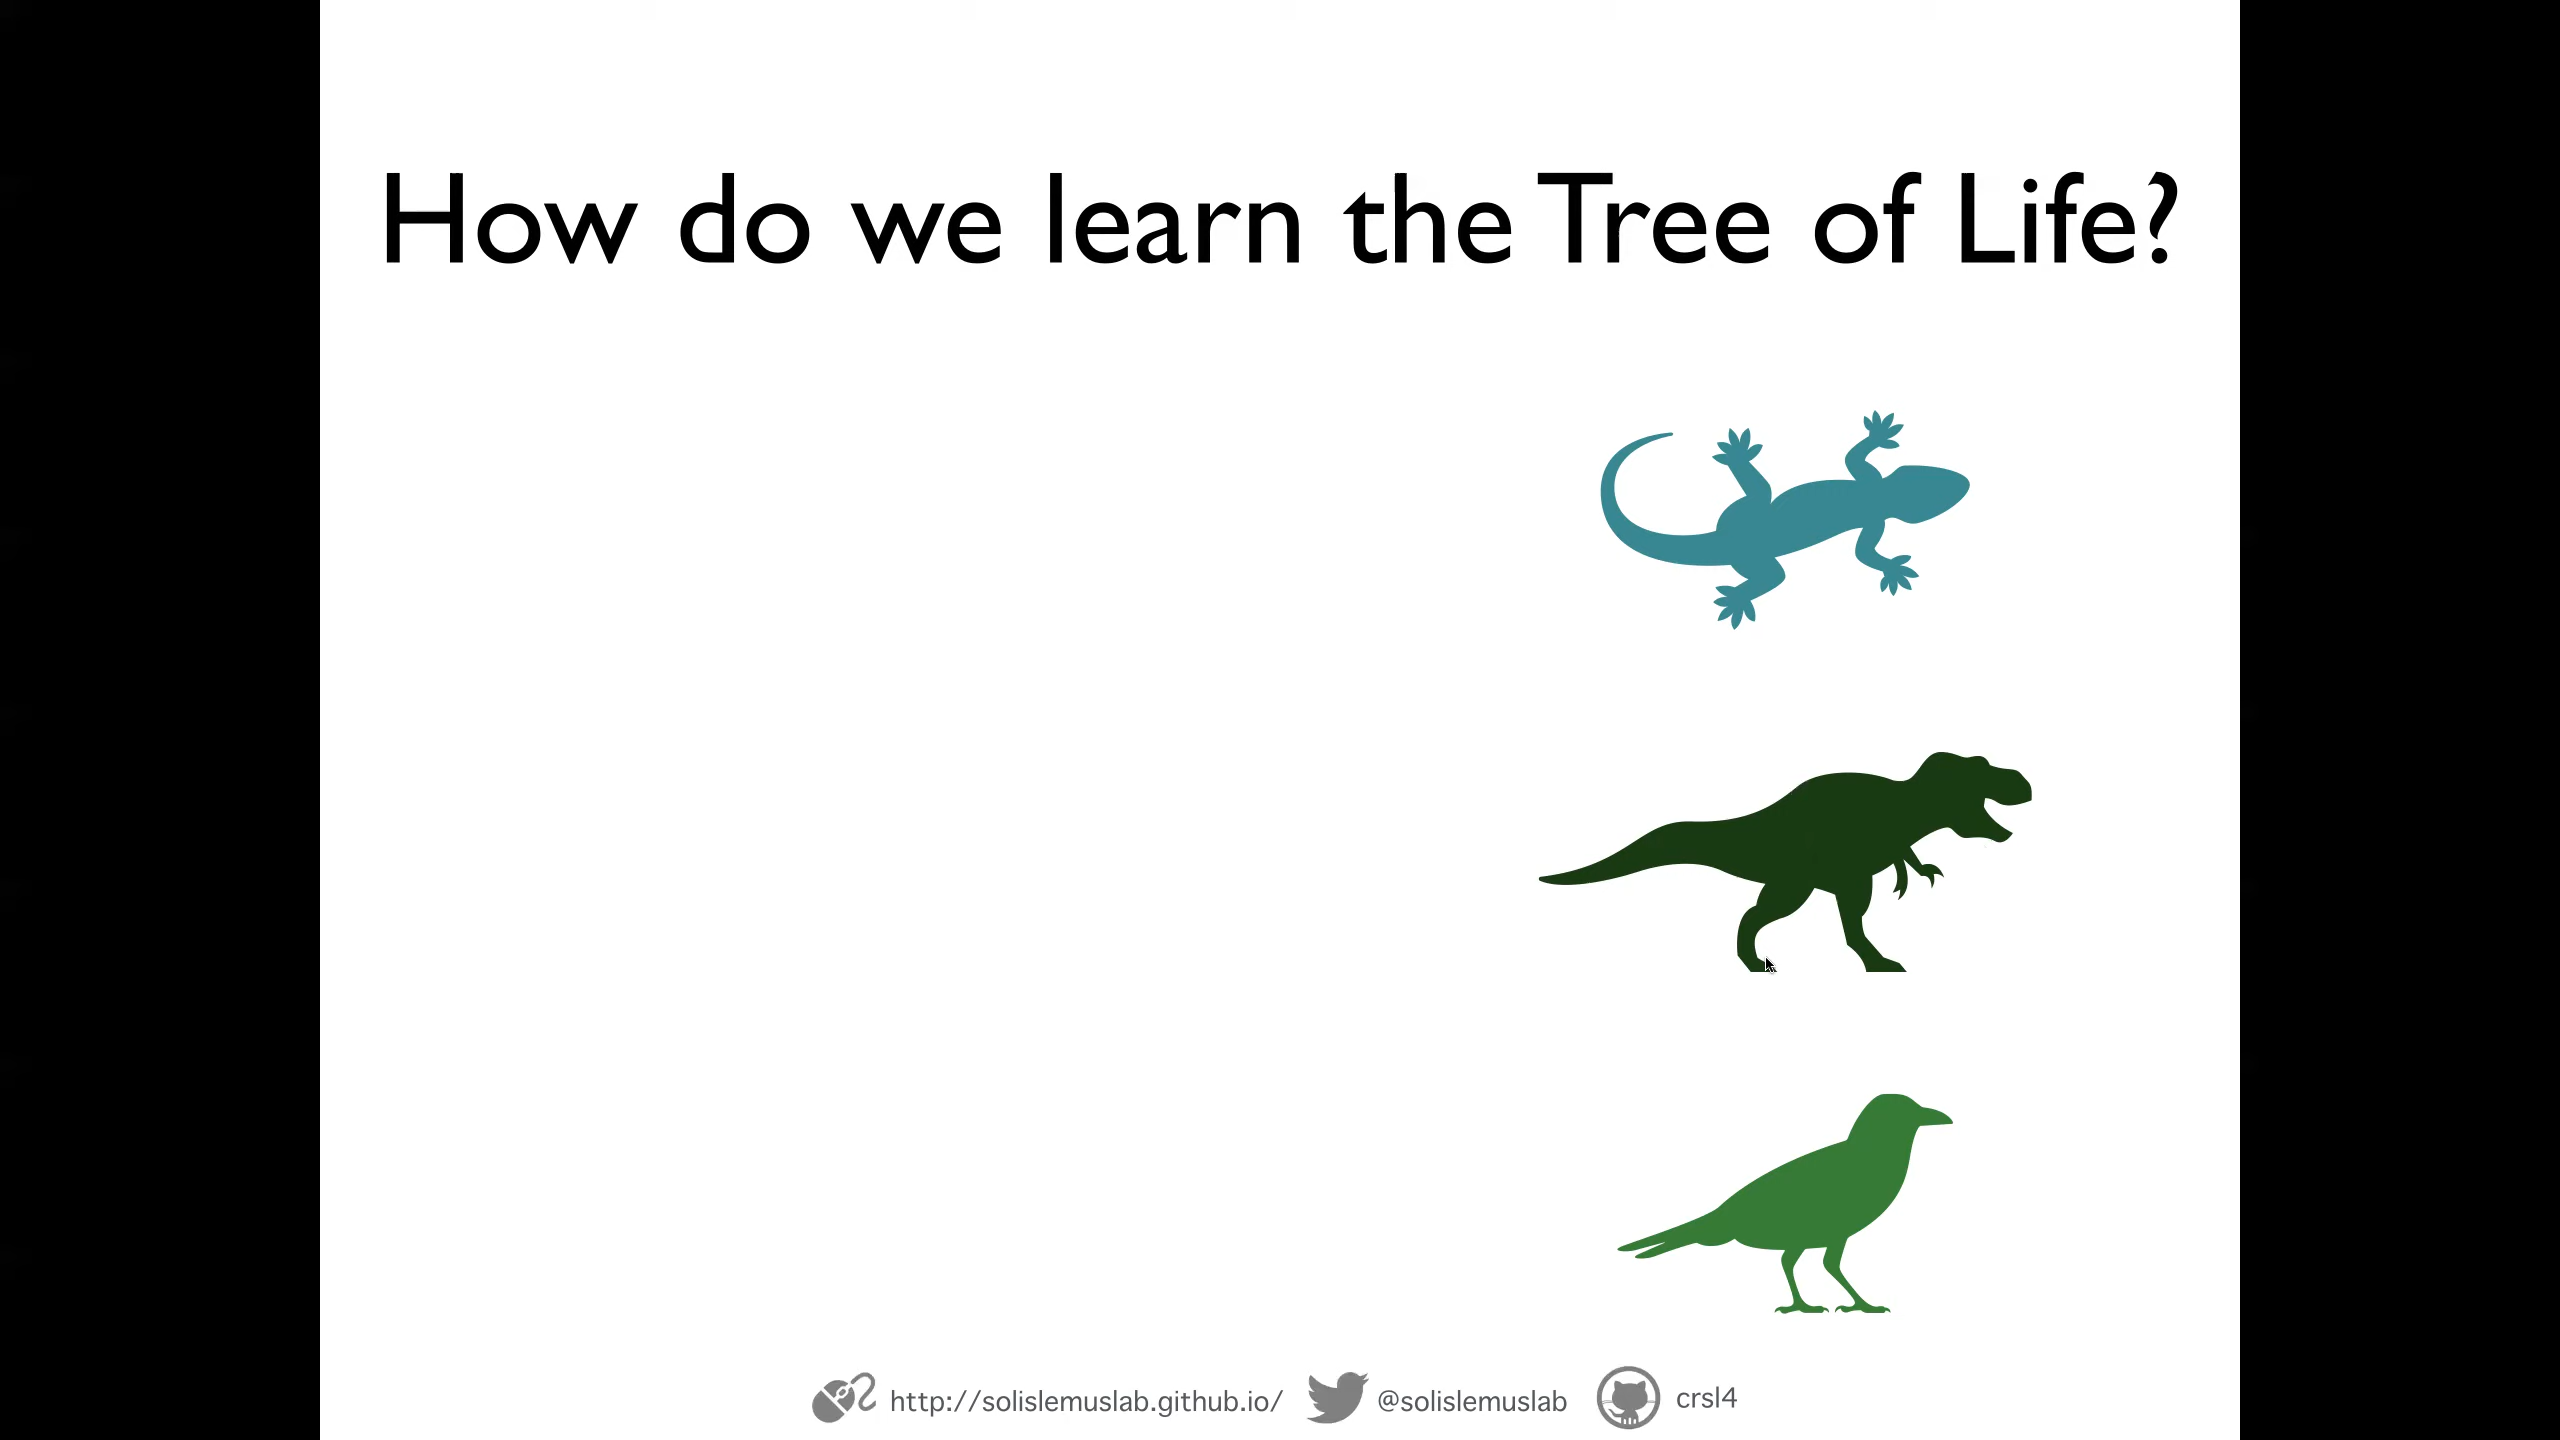 How do we learn the Tree of Life?
http://solislemuslab.github.io/ @solislemuslab crsl4